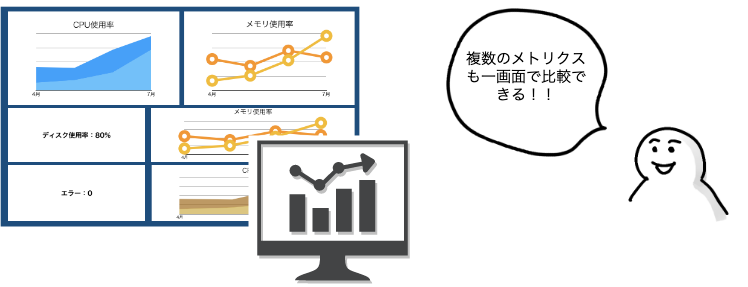 CPU使用率
4月
7月
メモリ使用率
4月
7月
ディスク使用率：80%
メモリ使用率
4月
エラー：0
4月
複数のメトリクス
も一画面で比較で
きる！！